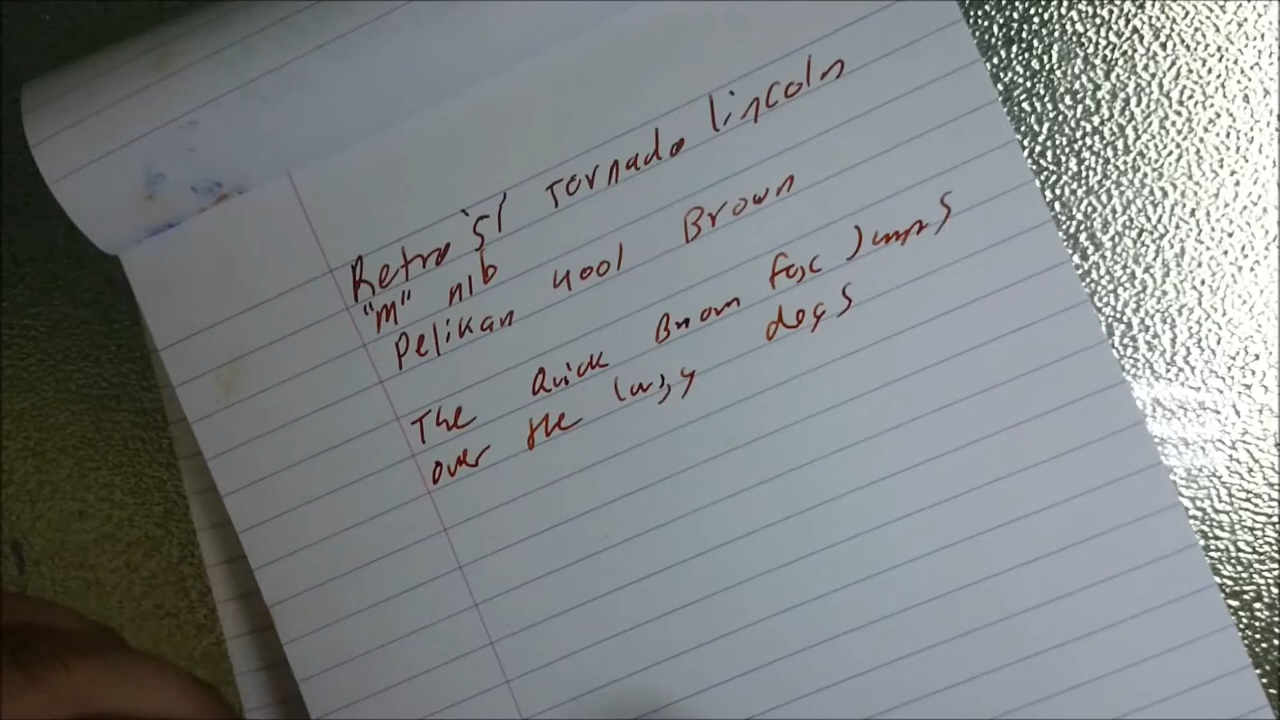 Retro '51 Tornado Lincoln
"M" nib
Pelikan 4001 Brown
The Quick Brown fox Jumps
over the lazy dogs